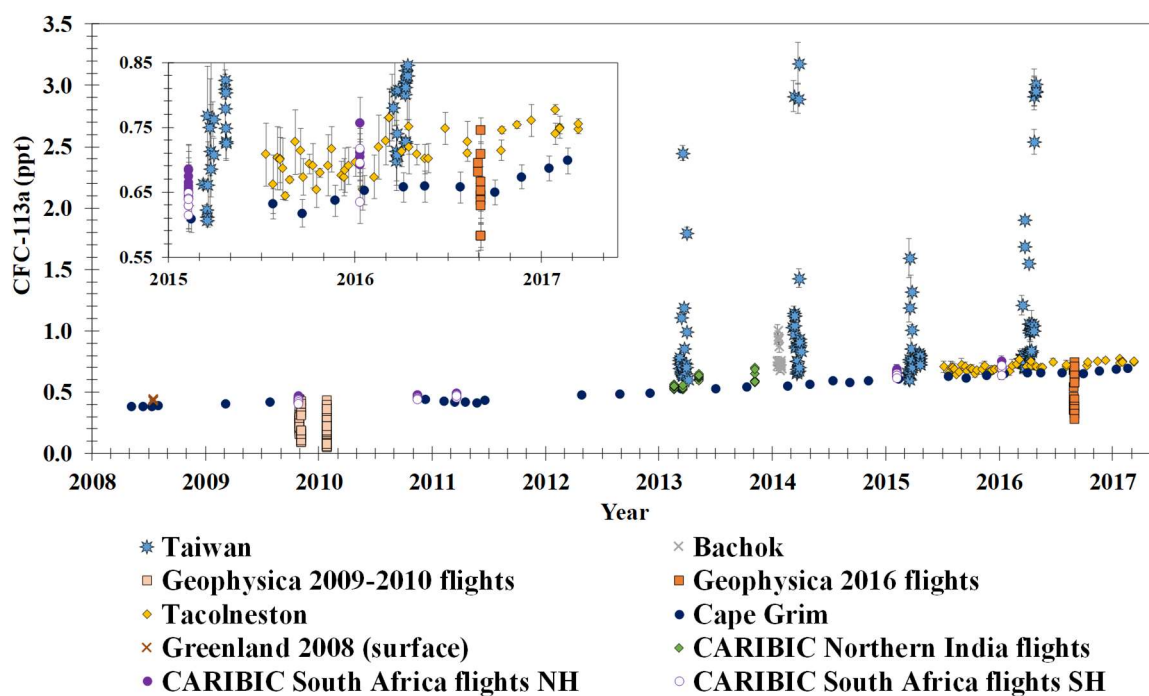 3.5
3.0
2.5
2.0
1.5
1.0
0.5
0.0
CFC-113a (ppt)
0.85
0.75
0.65
0.55
2015 2016 2017
2008 2009 2010 2011 2012 2013 2014 2015 2016 2017
Year
Taiwan Bachok
Geophysica 2009-2010 flights Geophysica 2016 flights
Tacolneston Cape Grim
Greenland 2008 (surface) CARIBIC Northern India flights
CARIBIC South Africa flights NH CARIBIC South Africa flights SH